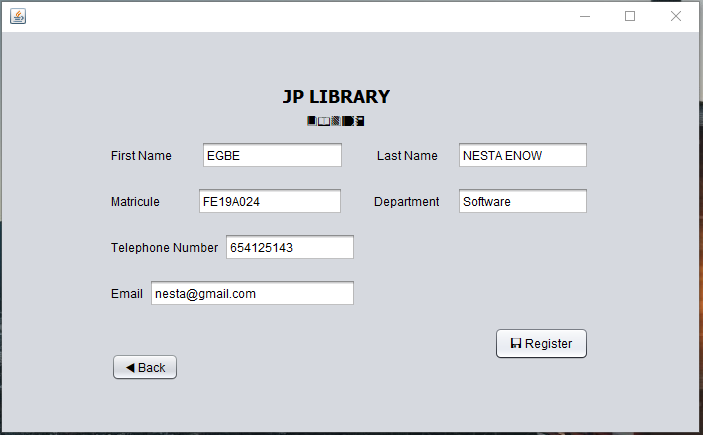 JP LIBRARY
First Name EGBE Last Name NESTA ENOW
Matricule FE19A024 Department Software
Telephone Number 654125143
Email nesta@gmail.com
Register
Back